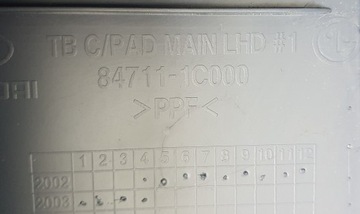 TB C/PAD MAIN LHD #1
84711-1C000
>PPF<
1 2 3 4 5 6 7 8 9 10 11 12
2002
2003